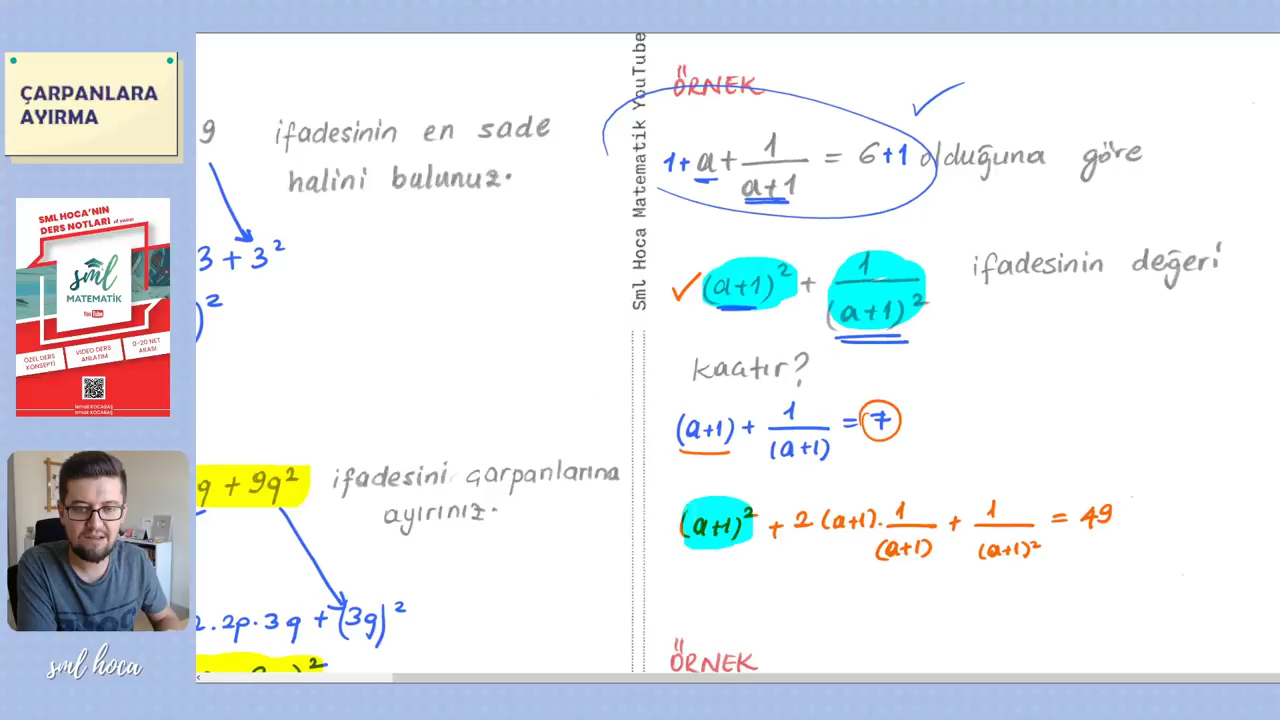 ÇARPANLARA
AYIRMA
SML HOCA'NIN
DERS NOTLARI
sml
MATEMATİK
YouTube
ÖZEL DERS
KONSEPTİ
VIDEO DERS
ANLATIM
0-20 NET
ARASI
sml hoca
9 ifadesinin en sade
halini bulunuz.
3 + 3²
)²
q + 9q² ifadesini çarpanlarına
ayırınız.
2.2p.3q + (3q)²
Sml Hoca Matematik YouTube
ÖRNEK
1+ a + 1/(a+1) = 6 +1 olduğuna göre
(a+1)² + 1/(a+1)² ifadesinin değeri
kaçtır?
(a+1) + 1/(a+1) = 7
(a+1)² + 2(a+1).1/(a+1) + 1/(a+1)² = 49
ÖRNEK